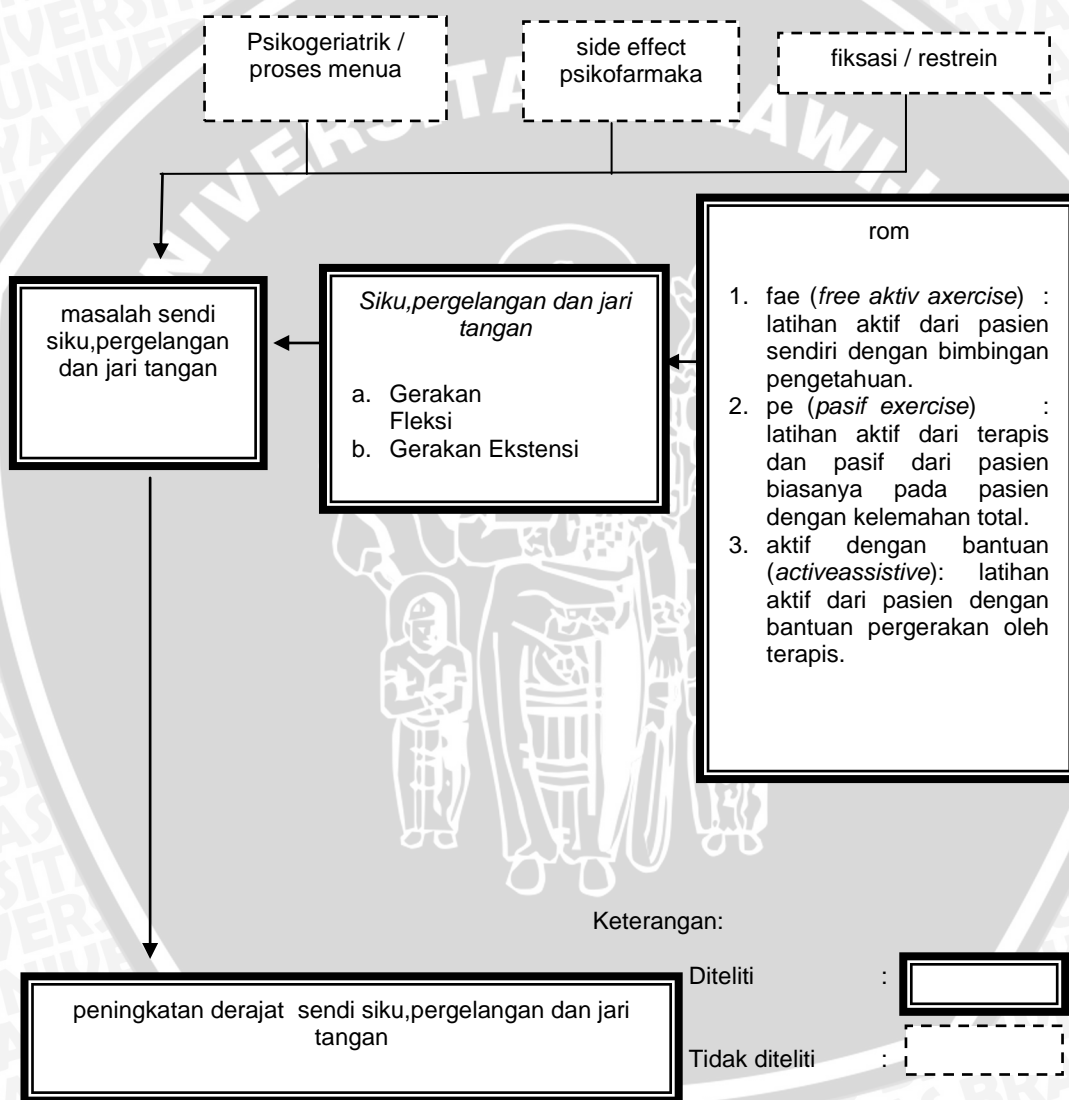 Psikogeriatrik /
proses menua
side effect
psikofarmaka
fiksasi / restrein
masalah sendi
siku,pergelangan
dan jari tangan
Siku,pergelangan dan jari
tangan
a. Gerakan
Fleksi
b. Gerakan Ekstensi
rom
1. fae (free aktiv axercise) :
latihan aktif dari pasien
sendiri dengan bimbingan
pengetahuan.
2. pe (pasif exercise) :
latihan aktif dari terapis
dan pasif dari pasien
biasanya pada pasien
dengan kelemahan total.
3. aktif dengan bantuan
(activeassistive): latihan
aktif dari pasien dengan
bantuan pergerakan oleh
terapis.
peningkatan derajat sendi siku,pergelangan dan jari
tangan
Keterangan:
Diteliti :
Tidak diteliti :